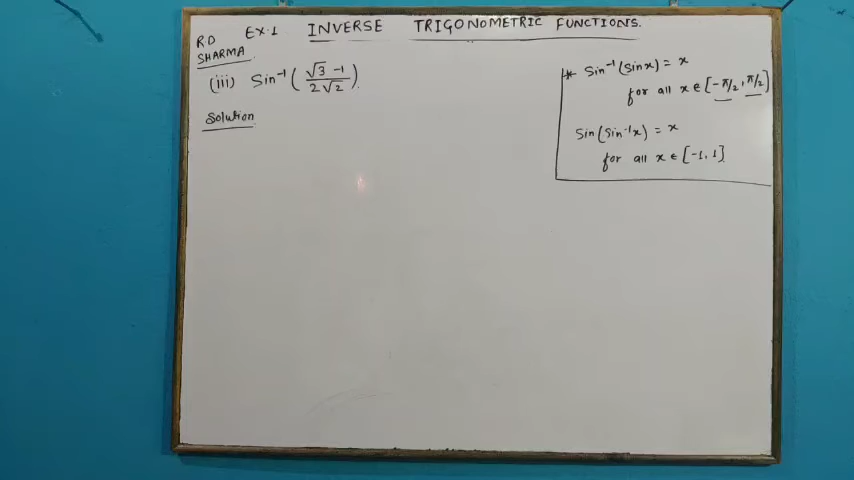 RD EX.1 INVERSE TRIGONOMETRIC FUNCTIONS.
SHARMA
(iii) Sin⁻¹ ( (√3 -1) / (2√2) ).
Solution
* Sin⁻¹(Sinx) = x
for all x ∈ [-π/2, π/2]
Sin(Sin⁻¹x) = x
for all x ∈ [-1, 1]